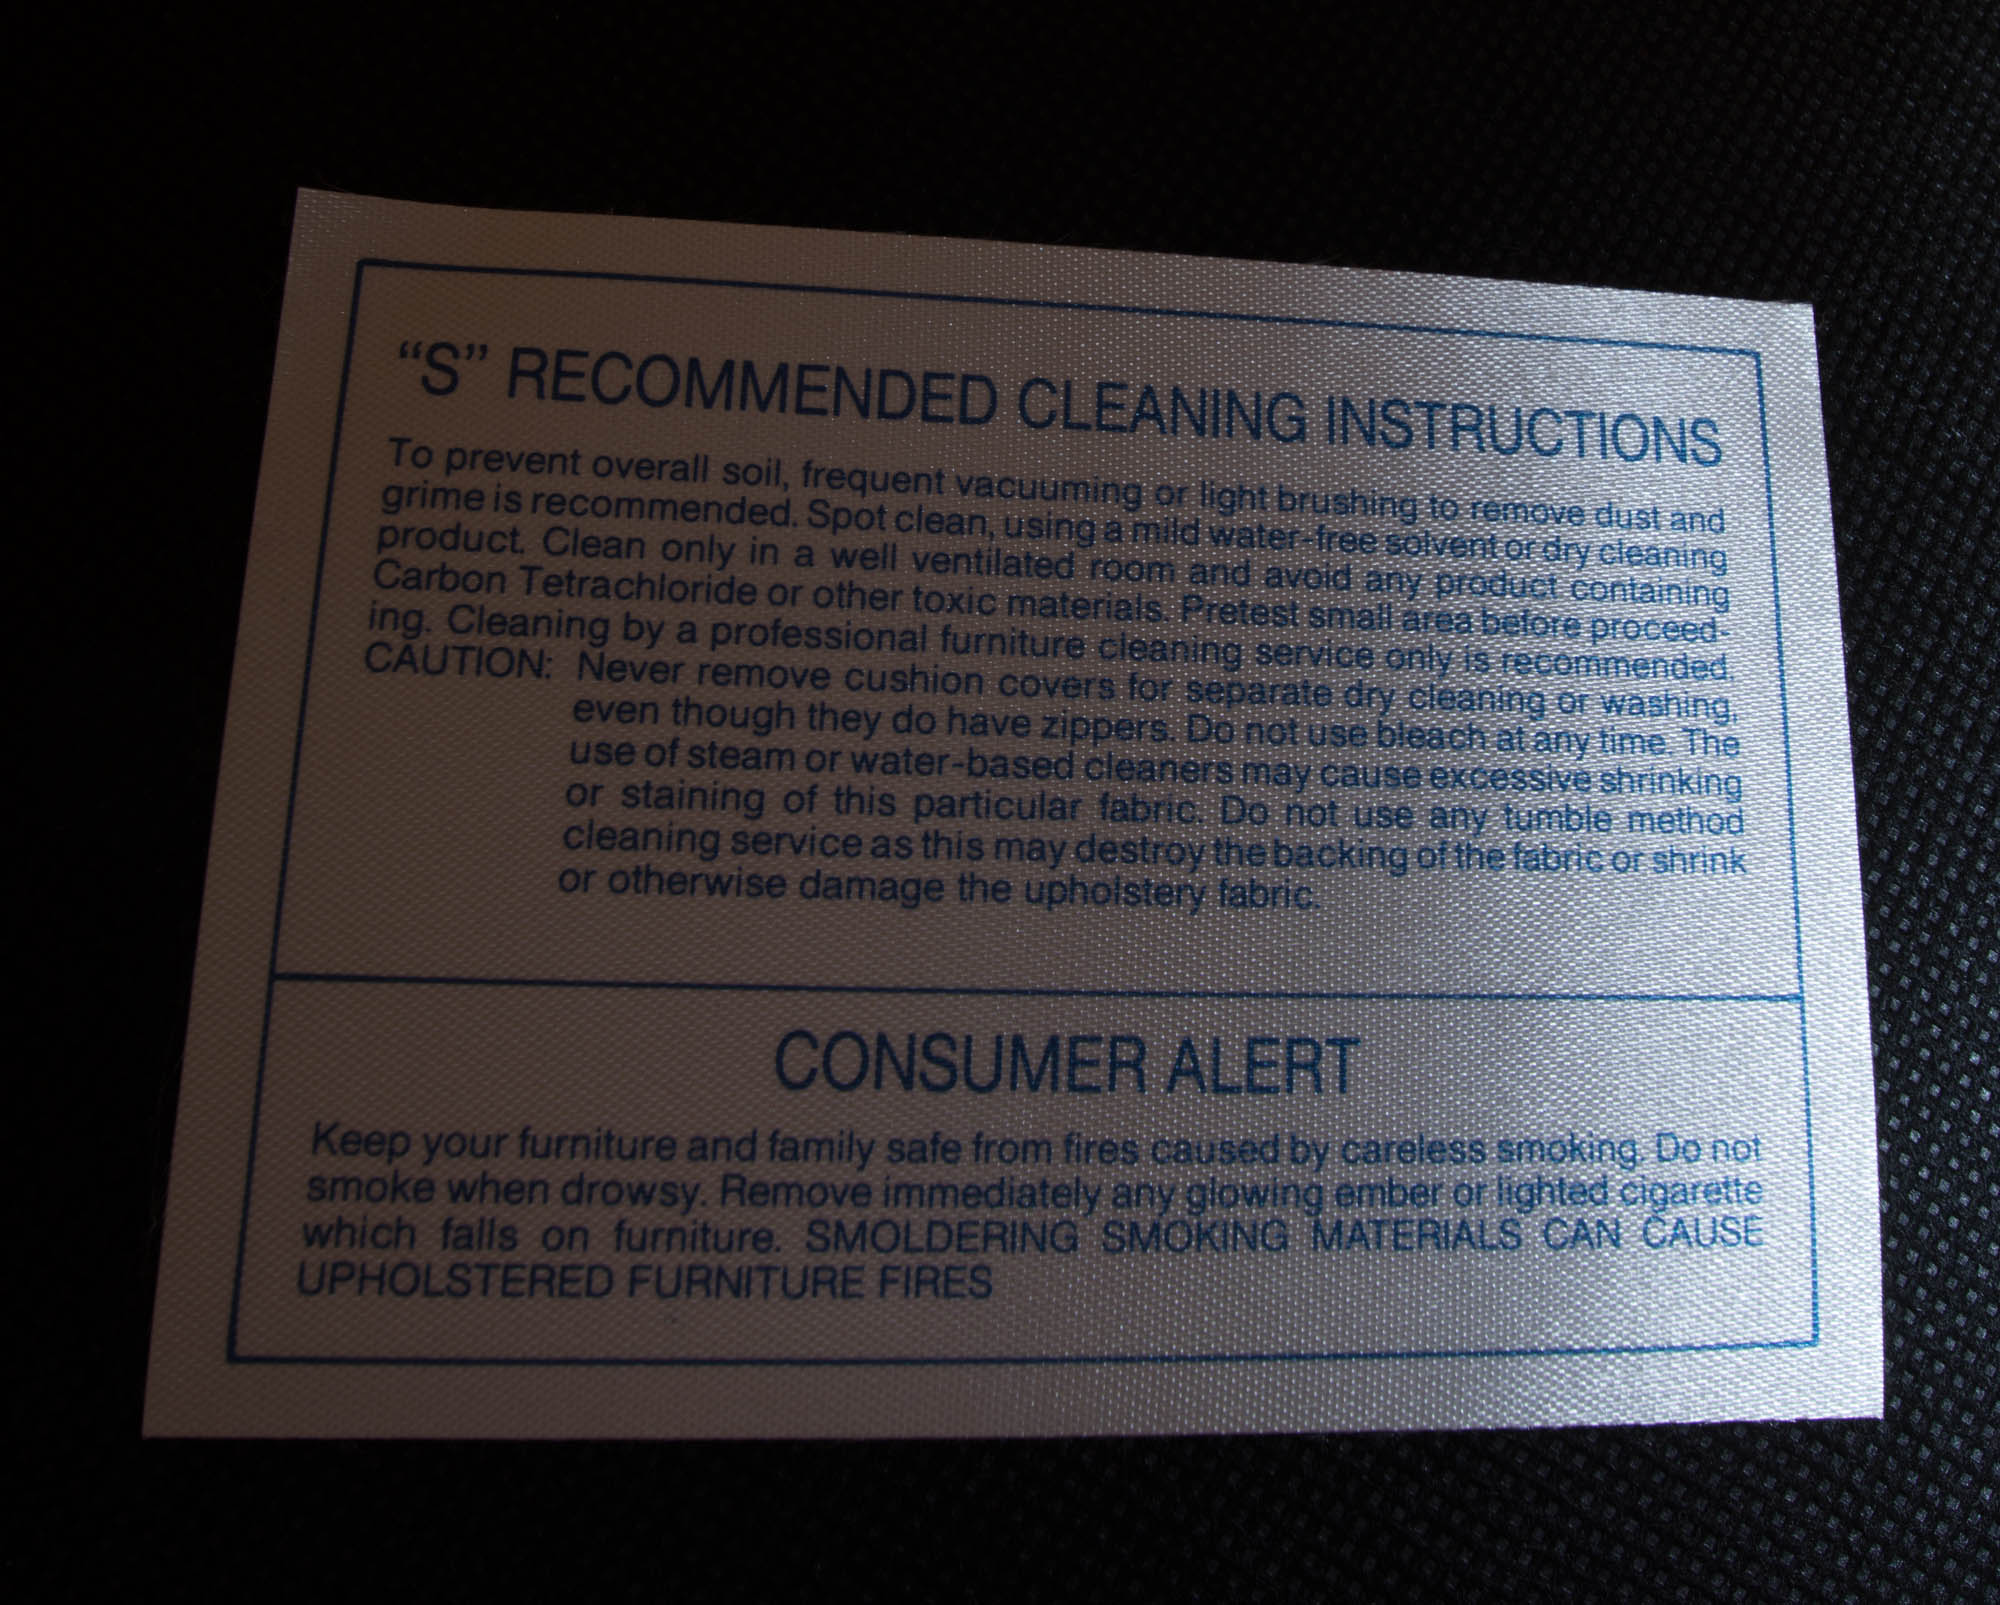 “S” RECOMMENDED CLEANING INSTRUCTIONS
To prevent overall soil, frequent vacuuming or light brushing to remove dust and
grime is recommended. Spot clean, using a mild water-free solvent or dry cleaning
product. Clean only in a well ventilated room and avoid any product containing
Carbon Tetrachloride or other toxic materials. Pretest small area before proceed-
ing. Cleaning by a professional furniture cleaning service only is recommended.
CAUTION: Never remove cushion covers for separate dry cleaning or washing,
even though they do have zippers. Do not use bleach at any time. The
use of steam or water-based cleaners may cause excessive shrinking
or staining of this particular fabric. Do not use any tumble method
cleaning service as this may destroy the backing of the fabric or shrink
or otherwise damage the upholstery fabric.
CONSUMER ALERT
Keep your furniture and family safe from fires caused by careless smoking. Do not
smoke when drowsy. Remove immediately any glowing ember or lighted cigarette
which falls on furniture. SMOLDERING SMOKING MATERIALS CAN CAUSE
UPHOLSTERED FURNITURE FIRES